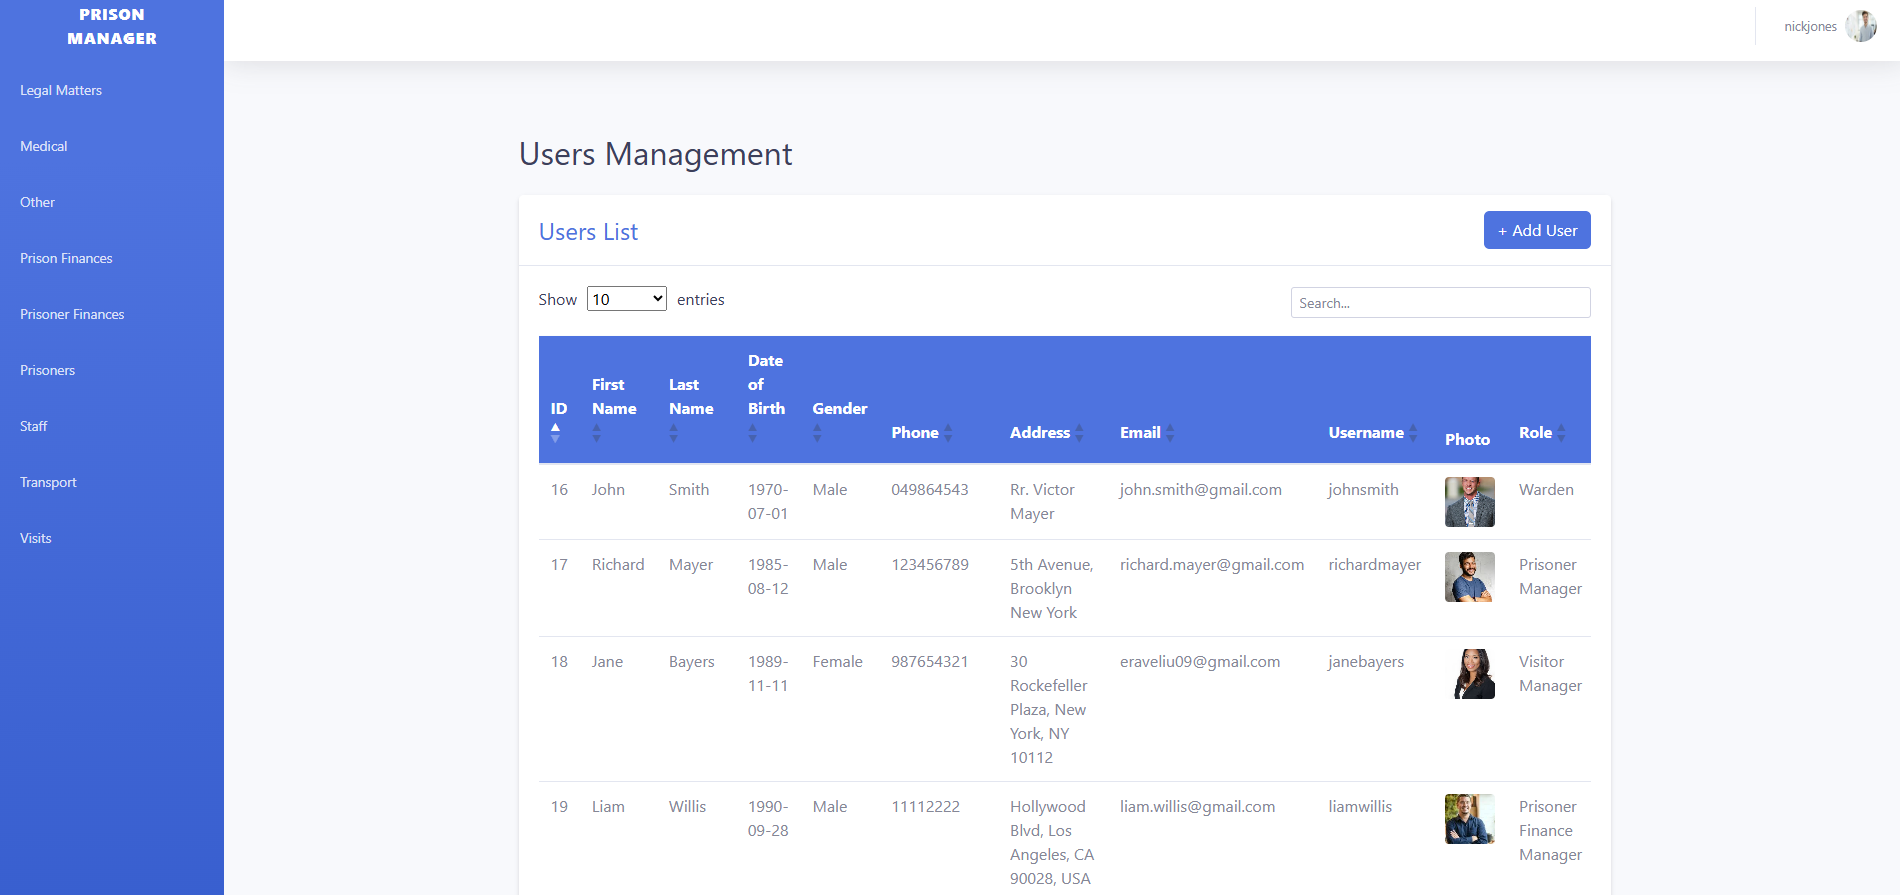 PRISON
MANAGER
nickjones
Legal Matters
Medical
Other
Prison Finances
Prisoner Finances
Prisoners
Staff
Transport
Visits
Users Management
Users List
+ Add User
Show 10 entries
Search...
ID First Name Last Name Date of Birth Gender Phone Address Email Username Photo Role
16 John Smith 1970-07-01 Male 049864543 Rr. Victor Mayer john.smith@gmail.com johnsmith Warden
17 Richard Mayer 1985-08-12 Male 123456789 5th Avenue, Brooklyn New York richard.mayer@gmail.com richardmayer Prisoner Manager
18 Jane Bayers 1989-11-11 Female 987654321 30 Rockefeller Plaza, New York, NY 10112 eraveliu09@gmail.com janebayers Visitor Manager
19 Liam Willis 1990-09-28 Male 11112222 Hollywood Blvd, Los Angeles, CA 90028, USA liam.willis@gmail.com liamwillis Prisoner Finance Manager